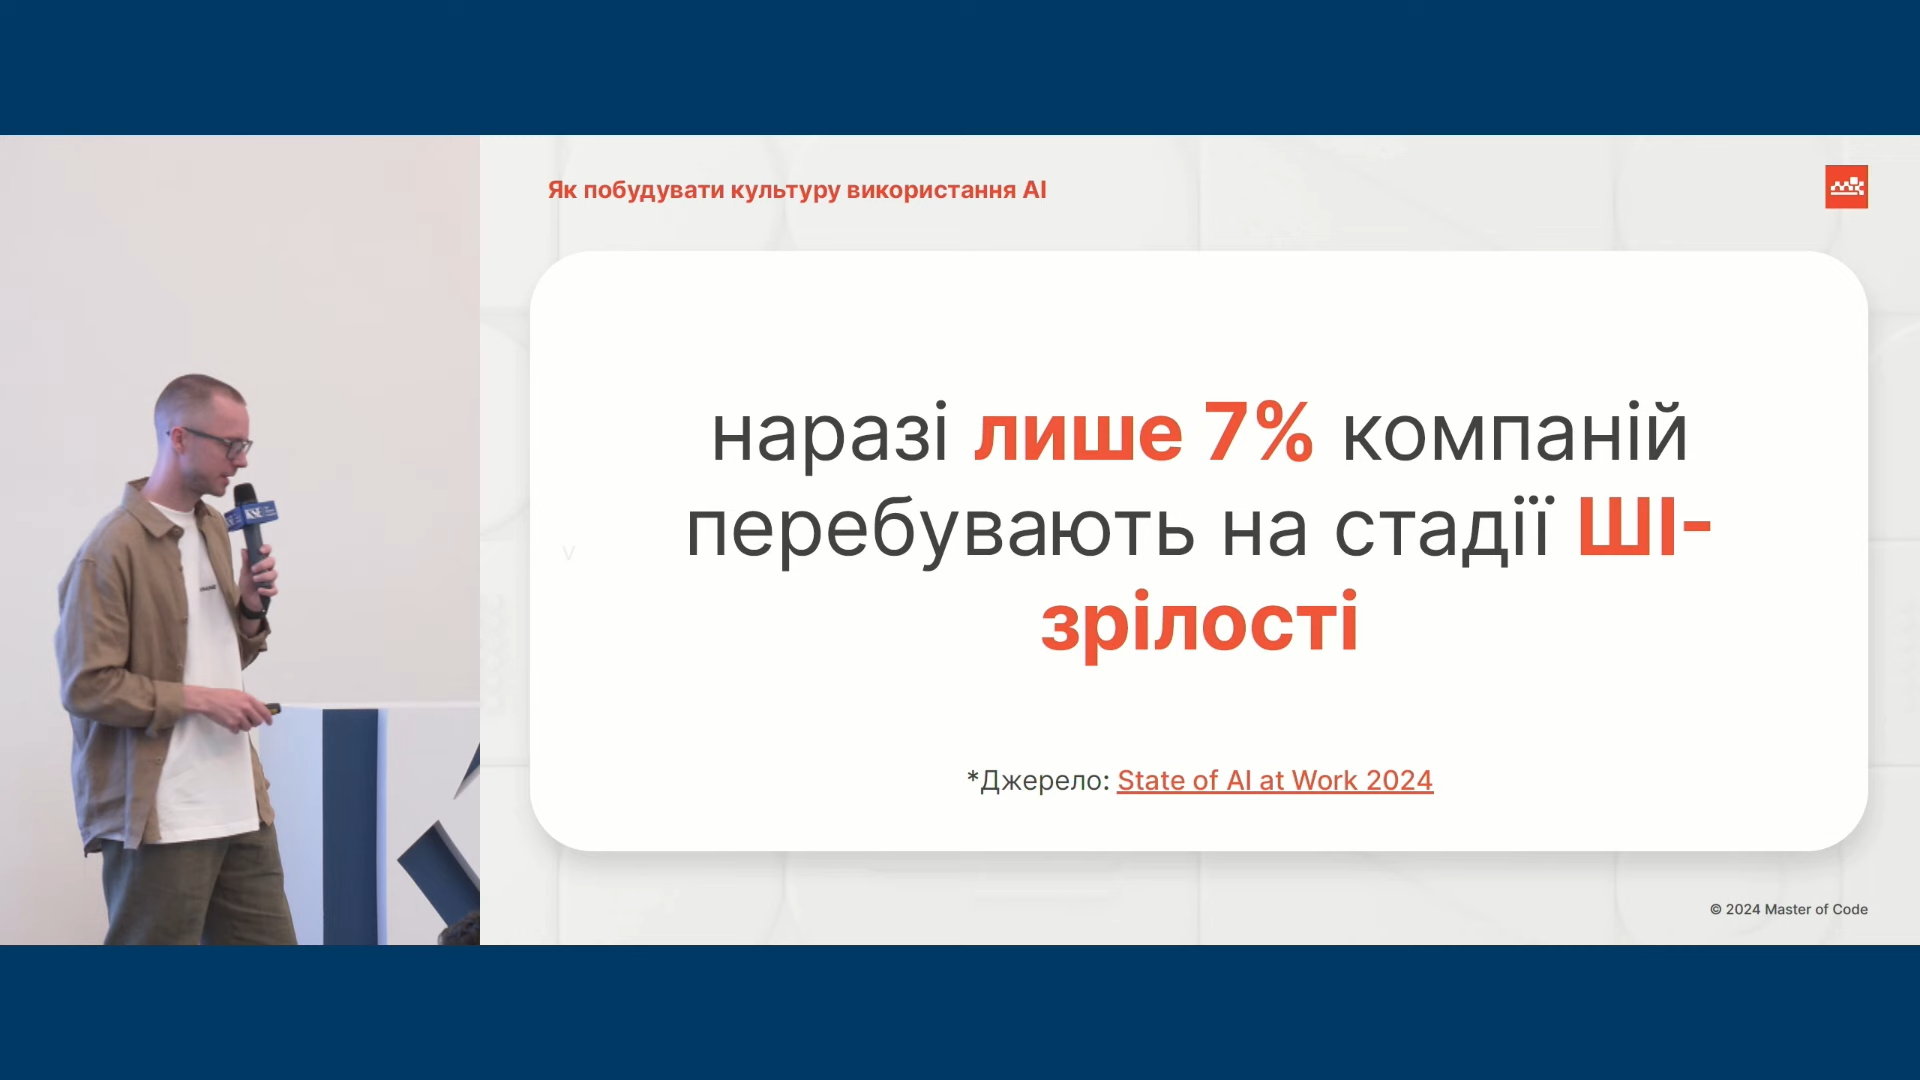 Як побудувати культуру використання AI
наразі лише 7% компаній
перебувають на стадії ШІ-
зрілості
*Джерело: State of AI at Work 2024
© 2024 Master of Code